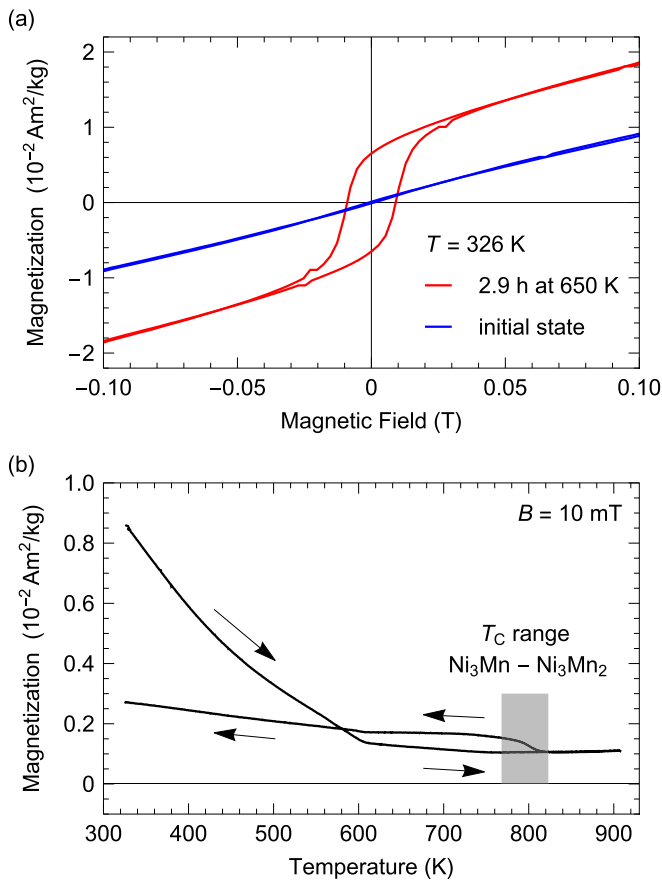 (a)
2
1
0
−1
−2
Magnetization (10⁻² Am²/kg)
T = 326 K
2.9 h at 650 K
initial state
−0.10
−0.05
0
0.05
0.10
Magnetic Field (T)
(b)
1.0
0.8
0.6
0.4
0.2
0
Magnetization (10⁻² Am²/kg)
B = 10 mT
T_C range
Ni₃Mn − Ni₃Mn₂
300
400
500
600
700
800
900
Temperature (K)